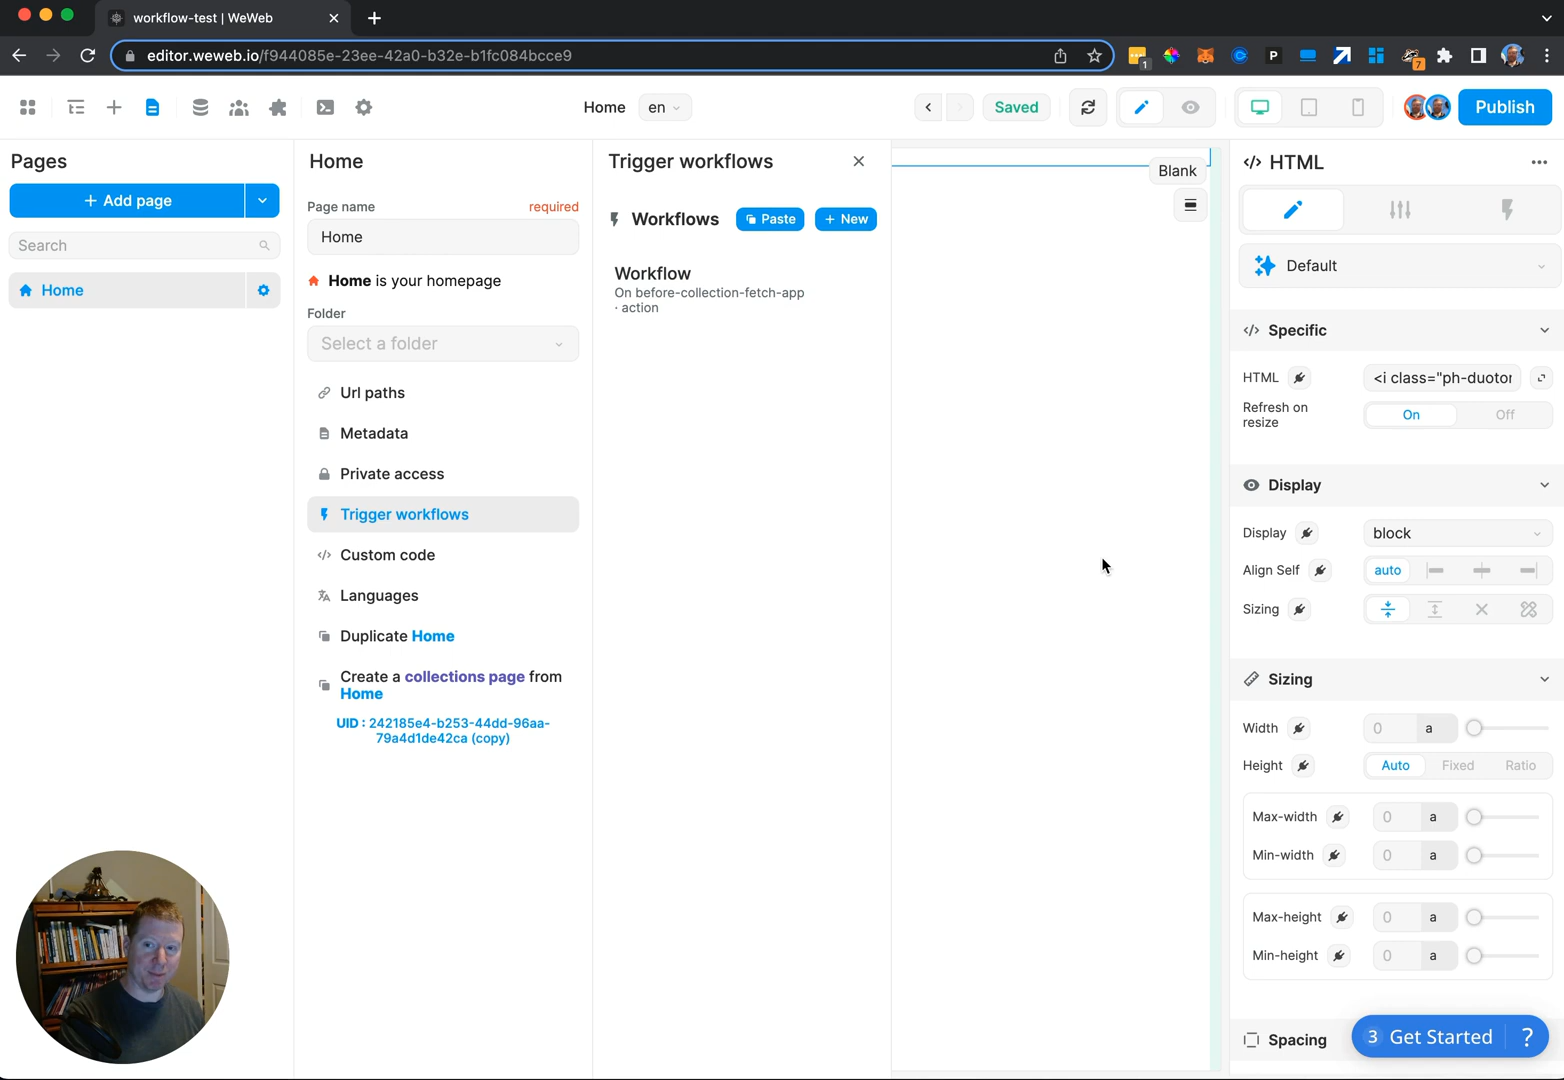 workflow-test | WeWeb
editor.weweb.io/f944085e-23ee-42a0-b32e-b1fc084bcce9
1
P
7
Home
en
Saved
Publish
Pages
+ Add page
Search
Home
Home
Page name
required
Home
Home is your homepage
Folder
Select a folder
Url paths
Metadata
Private access
Trigger workflows
Custom code
Languages
Duplicate Home
Create a collections page from
Home
UID : 242185e4-b253-44dd-96aa-
79a4d1de42ca (copy)
Trigger workflows
Workflows
Paste
+ New
Workflow
On before-collection-fetch-app
· action
Blank
</> HTML
Default
</> Specific
HTML
<i class="ph-duotor
Refresh on
resize
On
Off
Display
Display
block
Align Self
auto
Sizing
Sizing
Width
0
a
Height
Auto
Fixed
Ratio
Max-width
0
a
Min-width
0
a
Max-height
0
a
Min-height
0
a
Spacing
3 Get Started
?